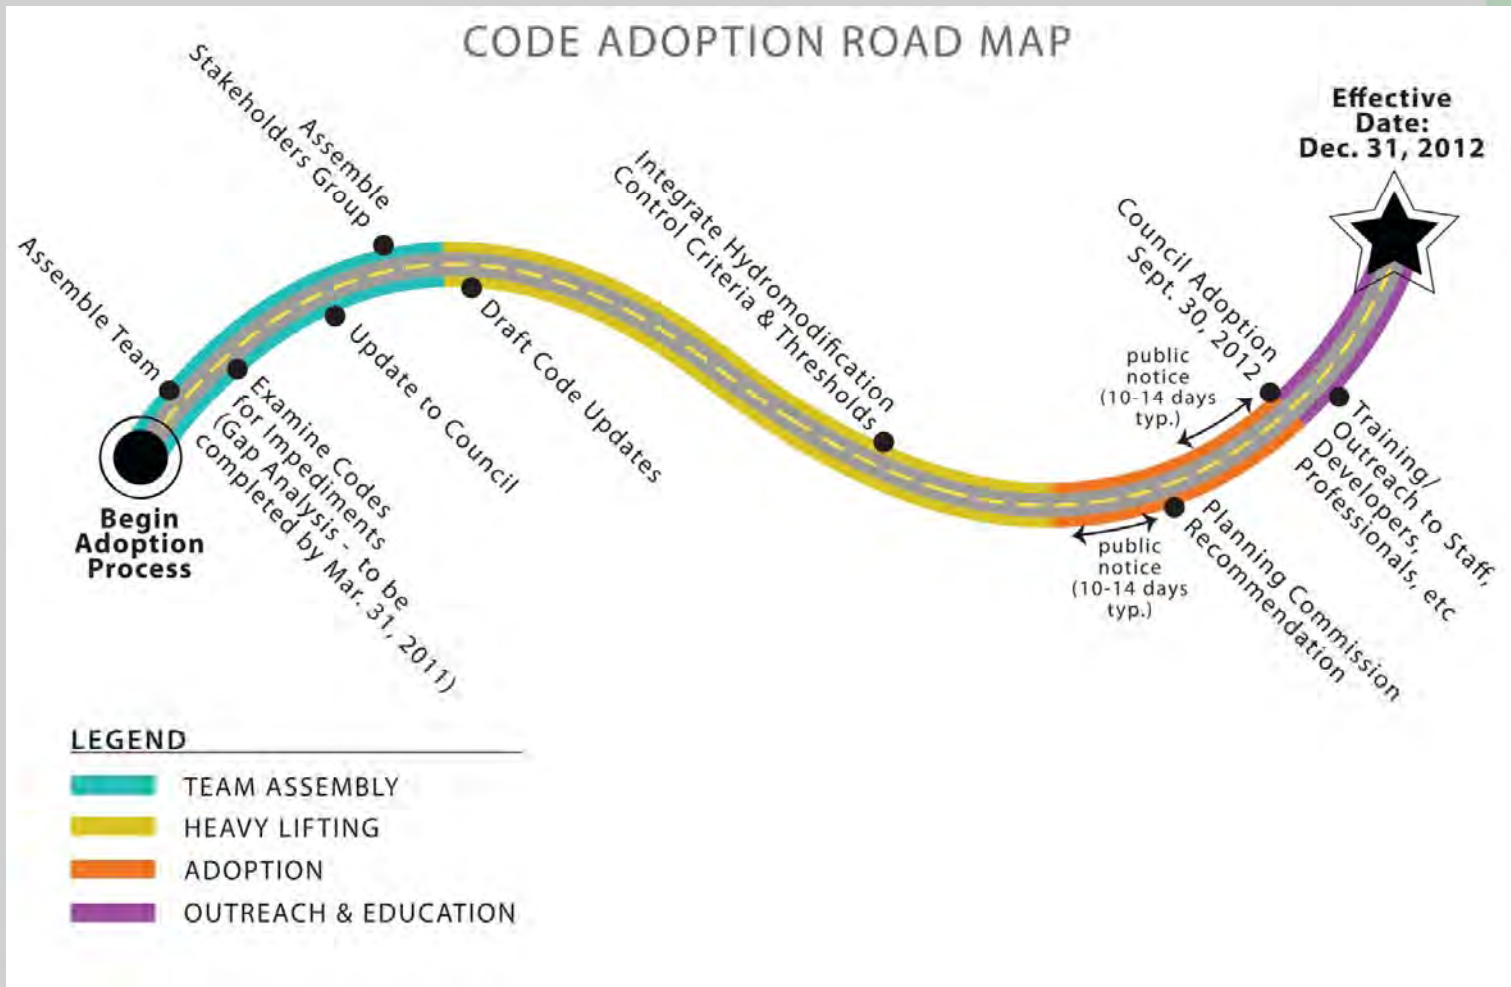 CODE ADOPTION ROAD MAP
Assemble Team
Assemble
Stakeholders Group
Integrate Hydromodification
Control Criteria & Thresholds
Council Adoption
Sept. 30, 2012
Effective
Date:
Dec. 31, 2012
public
notice
(10-14 days
typ.)
Begin
Adoption
Process
Examine Codes
for Impediments
(Gap Analysis - to be
completed by Mar. 31, 2011)
Update to Council
Draft Code Updates
public
notice
(10-14 days
typ.)
Planning Commission
Recommendation
Training/
Outreach to Staff,
Developers,
Professionals, etc
LEGEND
TEAM ASSEMBLY
HEAVY LIFTING
ADOPTION
OUTREACH & EDUCATION